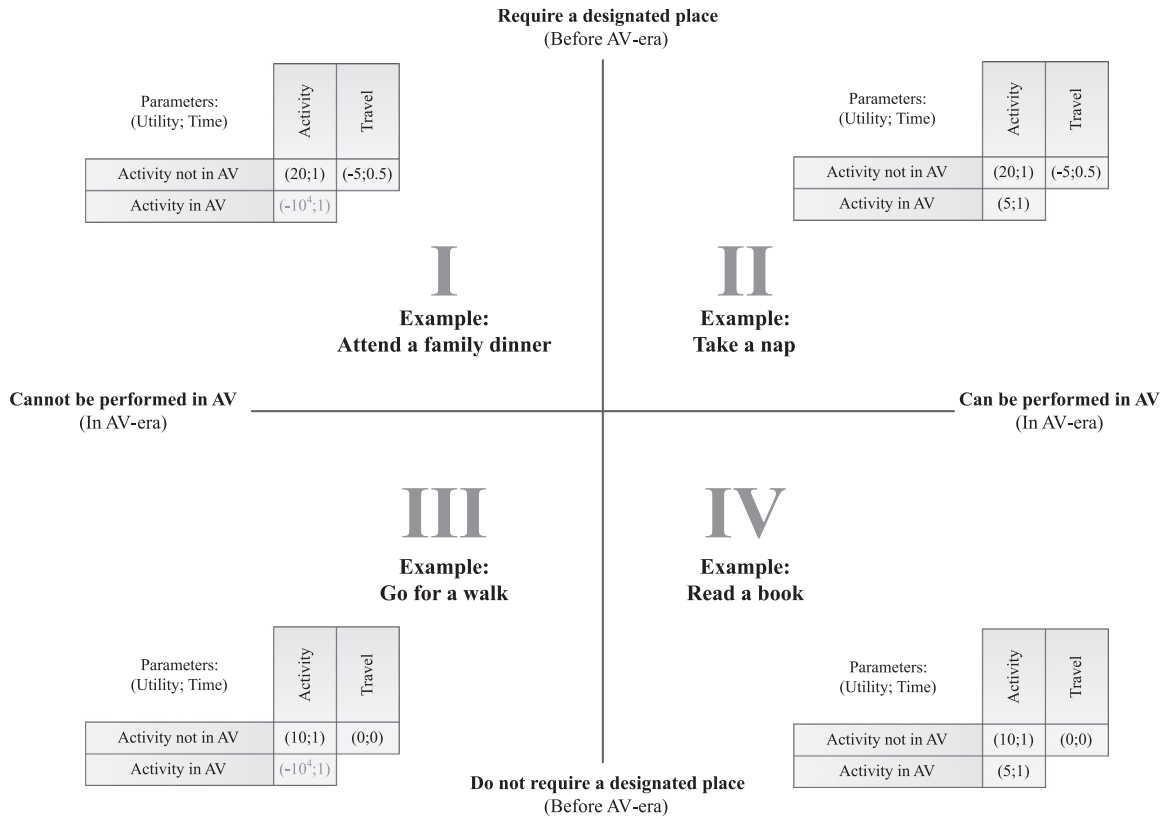 Require a designated place
(Before AV-era)
Parameters:
(Utility; Time)
Activity
Travel
Activity not in AV
(20;1)
(-5;0.5)
Activity in AV
(-10⁴;1)
Parameters:
(Utility; Time)
Activity
Travel
Activity not in AV
(20;1)
(-5;0.5)
Activity in AV
(5;1)
I
Example:
Attend a family dinner
II
Example:
Take a nap
Cannot be performed in AV
(In AV-era)
Can be performed in AV
(In AV-era)
III
Example:
Go for a walk
IV
Example:
Read a book
Parameters:
(Utility; Time)
Activity
Travel
Activity not in AV
(10;1)
(0;0)
Activity in AV
(-10⁴;1)
Parameters:
(Utility; Time)
Activity
Travel
Activity not in AV
(10;1)
(0;0)
Activity in AV
(5;1)
Do not require a designated place
(Before AV-era)